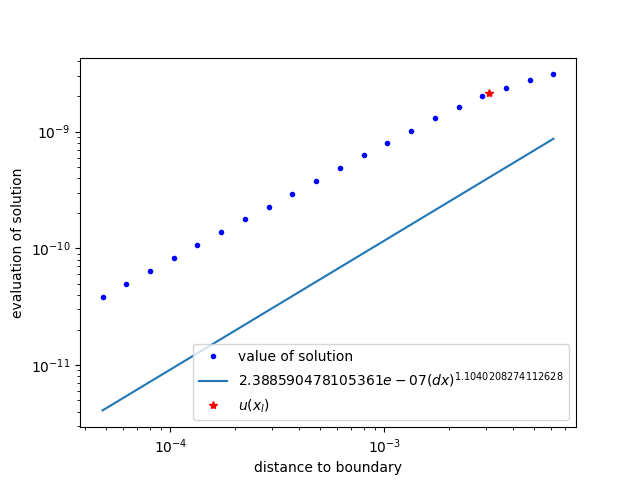 evaluation of solution
10⁻⁹
10⁻¹⁰
10⁻¹¹
value of solution
2.388590478105361e − 07(dx)^1.1040208274112628
u(x_l)
10⁻⁴
10⁻³
distance to boundary